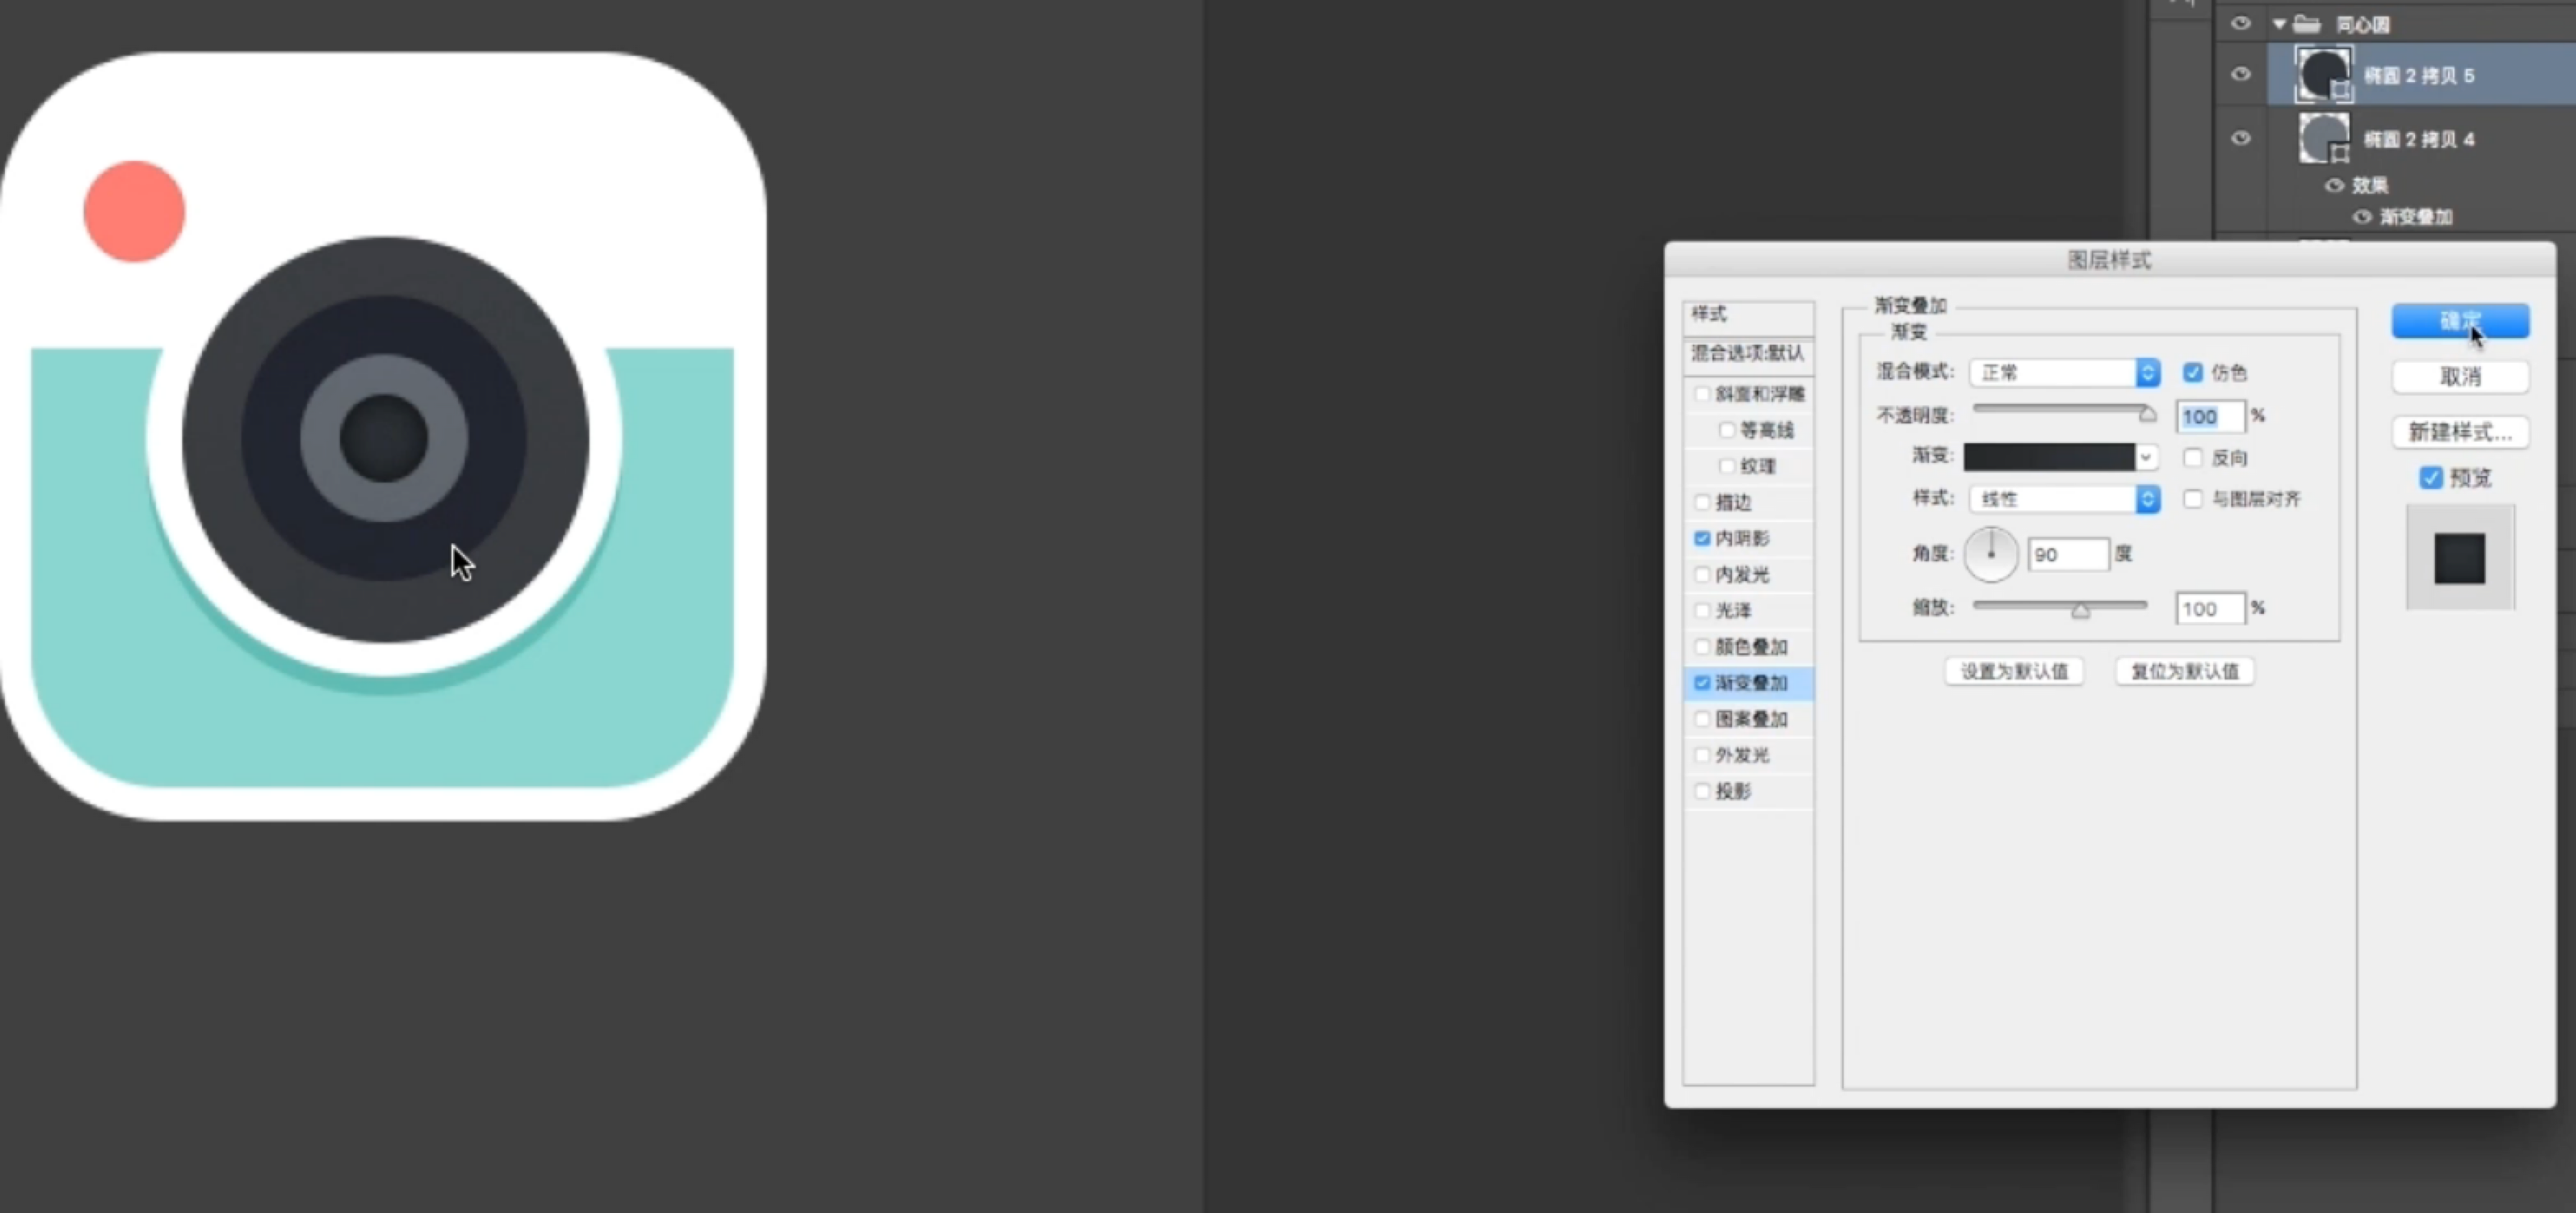 同心圆
椭圆 2 拷贝 5
椭圆 2 拷贝 4
效果
渐变叠加
图层样式
样式
混合选项:默认
斜面和浮雕
等高线
纹理
描边
内阴影
内发光
光泽
颜色叠加
渐变叠加
图案叠加
外发光
投影
渐变叠加
渐变
混合模式: 正常 仿色
不透明度: 100 %
渐变: 反向
样式: 线性 与图层对齐
角度: 90 度
缩放: 100 %
设置为默认值 复位为默认值
确定
取消
新建样式...
预览